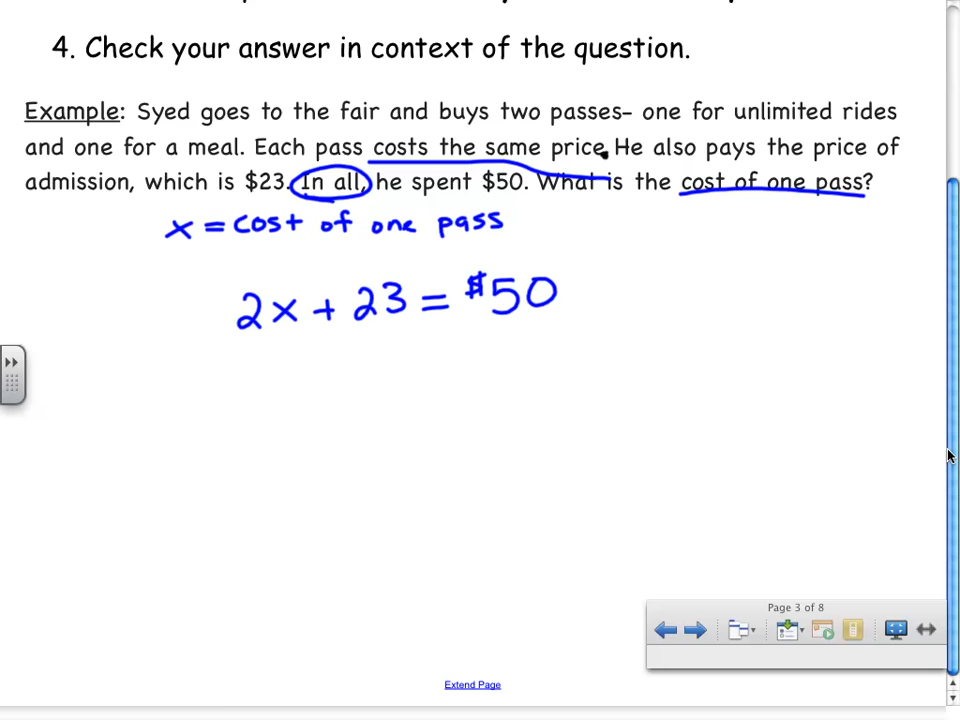 4. Check your answer in context of the question.
Example: Syed goes to the fair and buys two passes- one for unlimited rides
and one for a meal. Each pass costs the same price. He also pays the price of
admission, which is $23. In all, he spent $50. What is the cost of one pass?
x = cost of one pass
2x + 23 = $50
Page 3 of 8
Extend Page